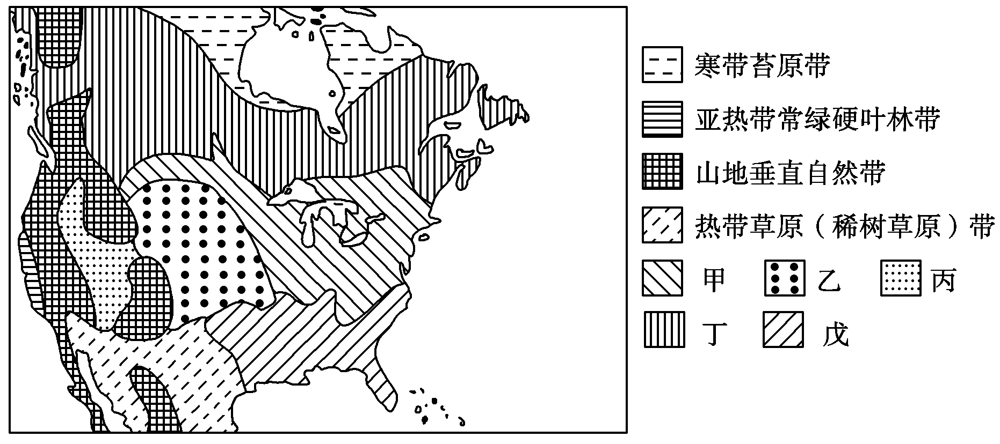 寒带苔原带
亚热带常绿硬叶林带
山地垂直自然带
热带草原（稀树草原）带
甲 乙 丙
丁 戊